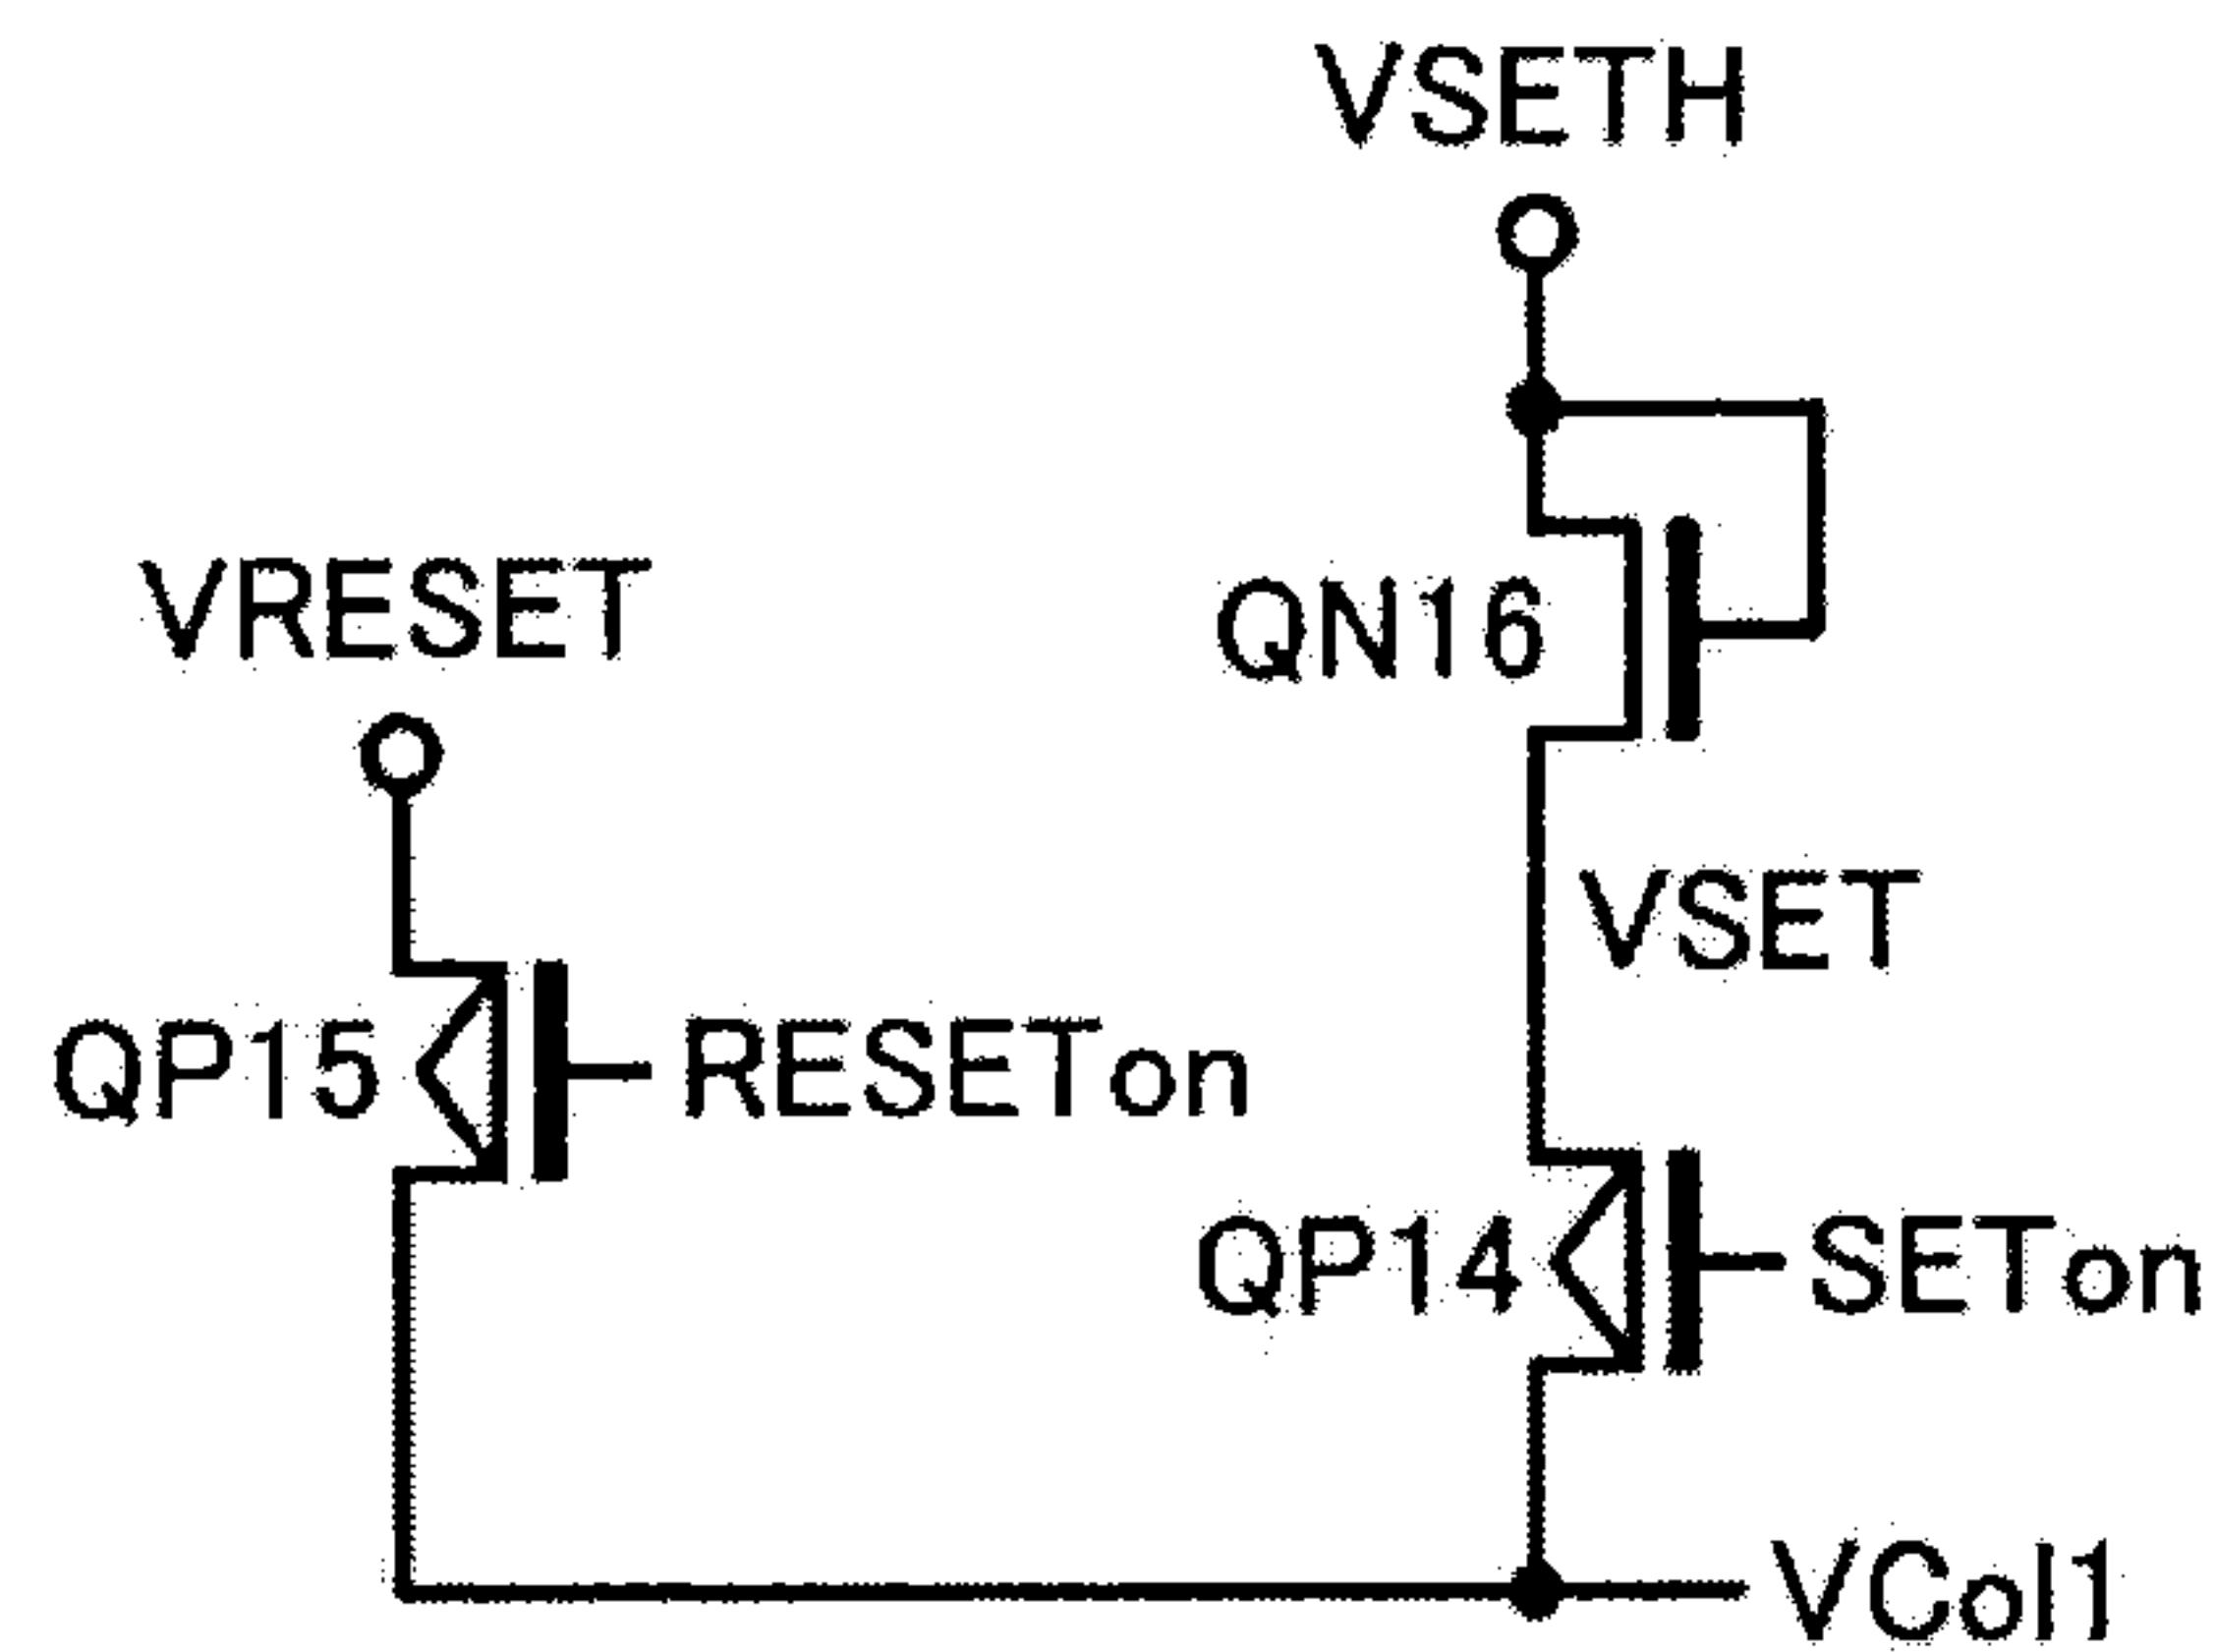 VSETH
VRESET
QN16
VSET
QP15
RESETon
QP14
SETon
VCol1